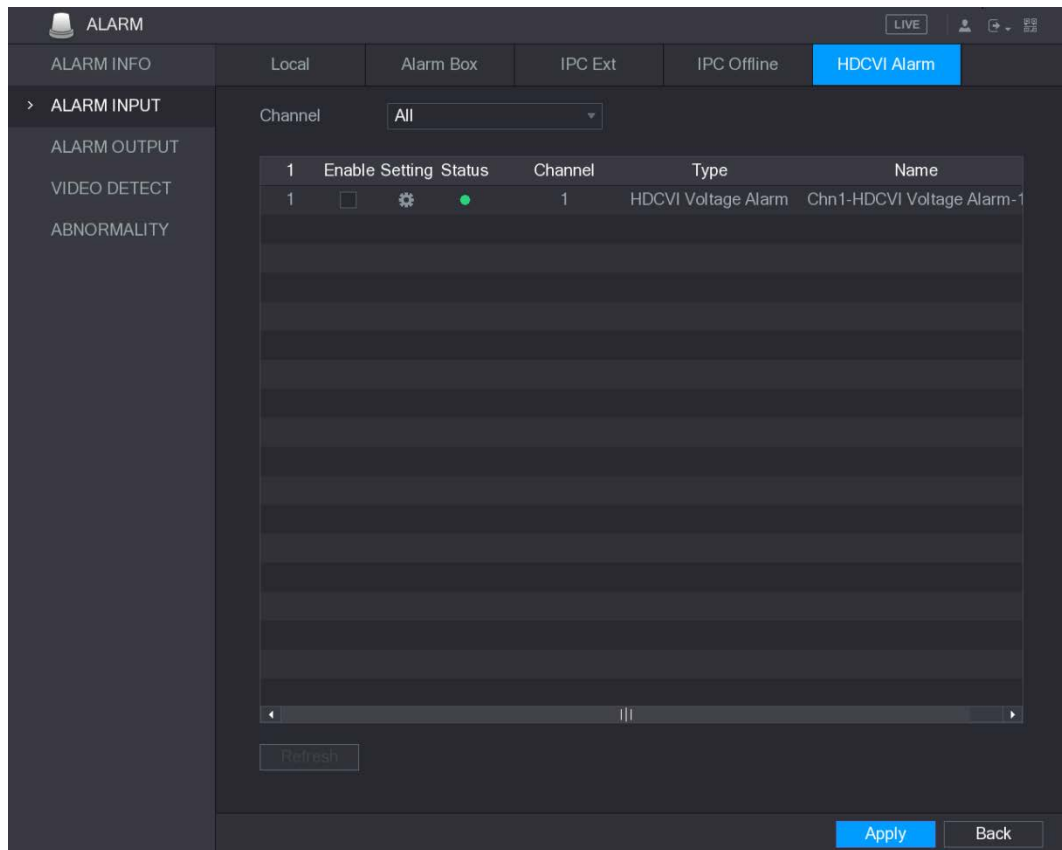 ALARM
LIVE
ALARM INFO
ALARM INPUT
ALARM OUTPUT
VIDEO DETECT
ABNORMALITY
Local Alarm Box IPC Ext IPC Offline HDCVI Alarm
Channel All
1 Enable Setting Status Channel Type Name
1 1 HDCVI Voltage Alarm Chn1-HDCVI Voltage Alarm-1
Refresh
Apply Back